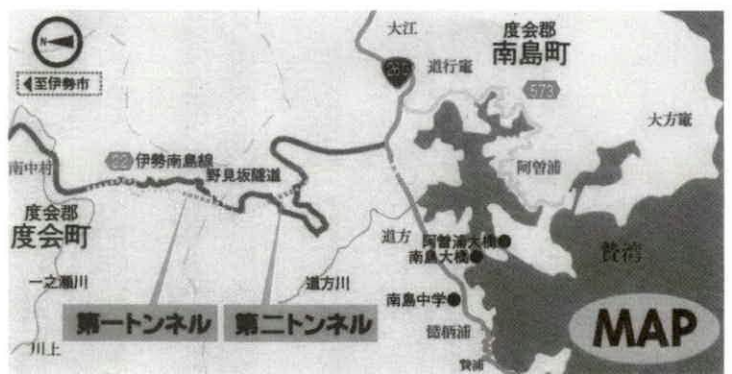 N
至伊勢市
大江
度会郡
南島町
道行竈
573
大方竈
南中村
22 伊勢南島線
野見坂隧道
阿曽浦
度会郡
度会町
道方
阿曽浦大橋
南島大橋
贄湾
一之瀬川
道方川
南島中学
第一トンネル
第二トンネル
慥柄浦
MAP
川上
贄浦